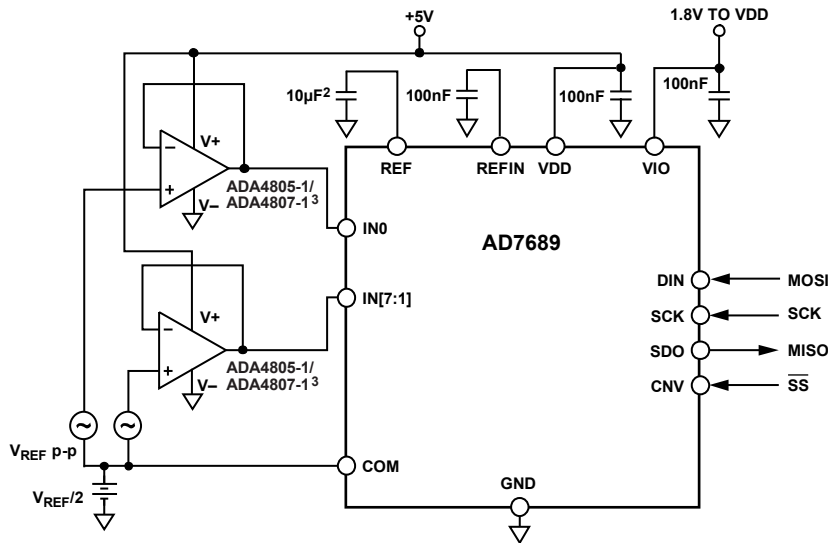 +5V
1.8V TO VDD
10µF²
100nF
100nF
100nF
V+
REF
REFIN
VDD
VIO
–
+
ADA4805-1/
ADA4807-1³
V–
IN0
AD7689
IN[7:1]
DIN
MOSI
V+
SCK
SCK
–
SDO
MISO
+
ADA4805-1/
ADA4807-1³
V–
CNV
SS
~
~
VREF p-p
COM
GND
VREF/2